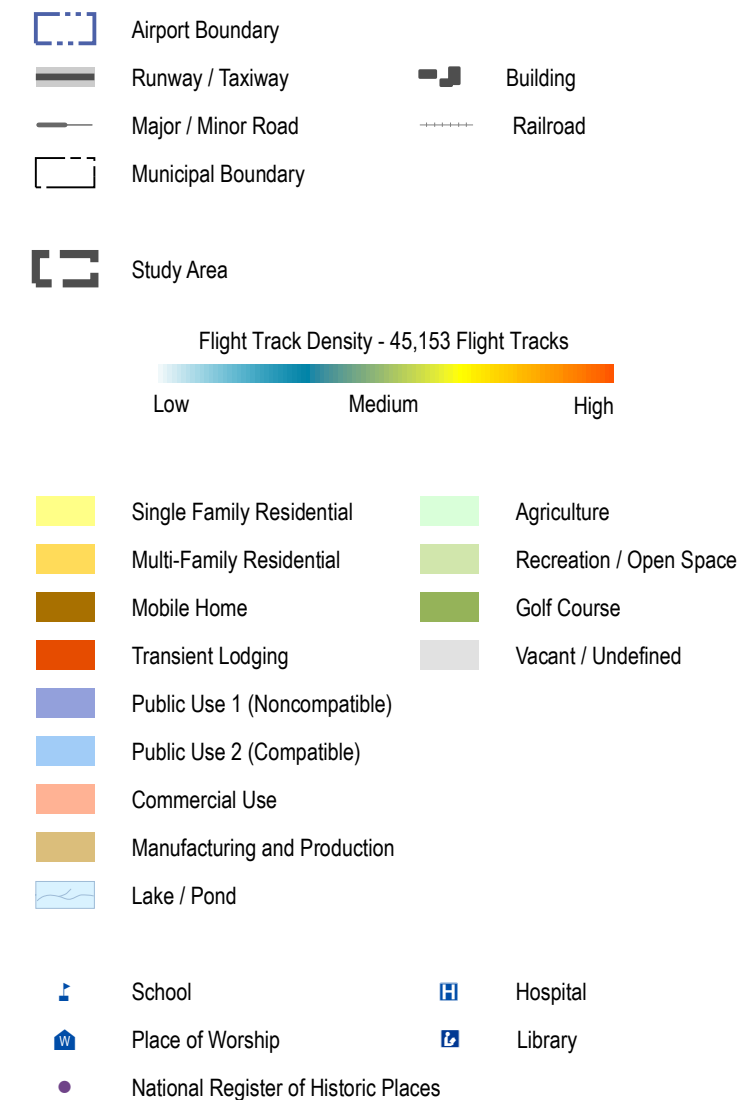 Airport Boundary
Runway / Taxiway
Building
Major / Minor Road
Railroad
Municipal Boundary
Study Area
Flight Track Density - 45,153 Flight Tracks
Low Medium High
Single Family Residential
Agriculture
Multi-Family Residential
Recreation / Open Space
Mobile Home
Golf Course
Transient Lodging
Vacant / Undefined
Public Use 1 (Noncompatible)
Public Use 2 (Compatible)
Commercial Use
Manufacturing and Production
Lake / Pond
School
H Hospital
W Place of Worship
Library
National Register of Historic Places